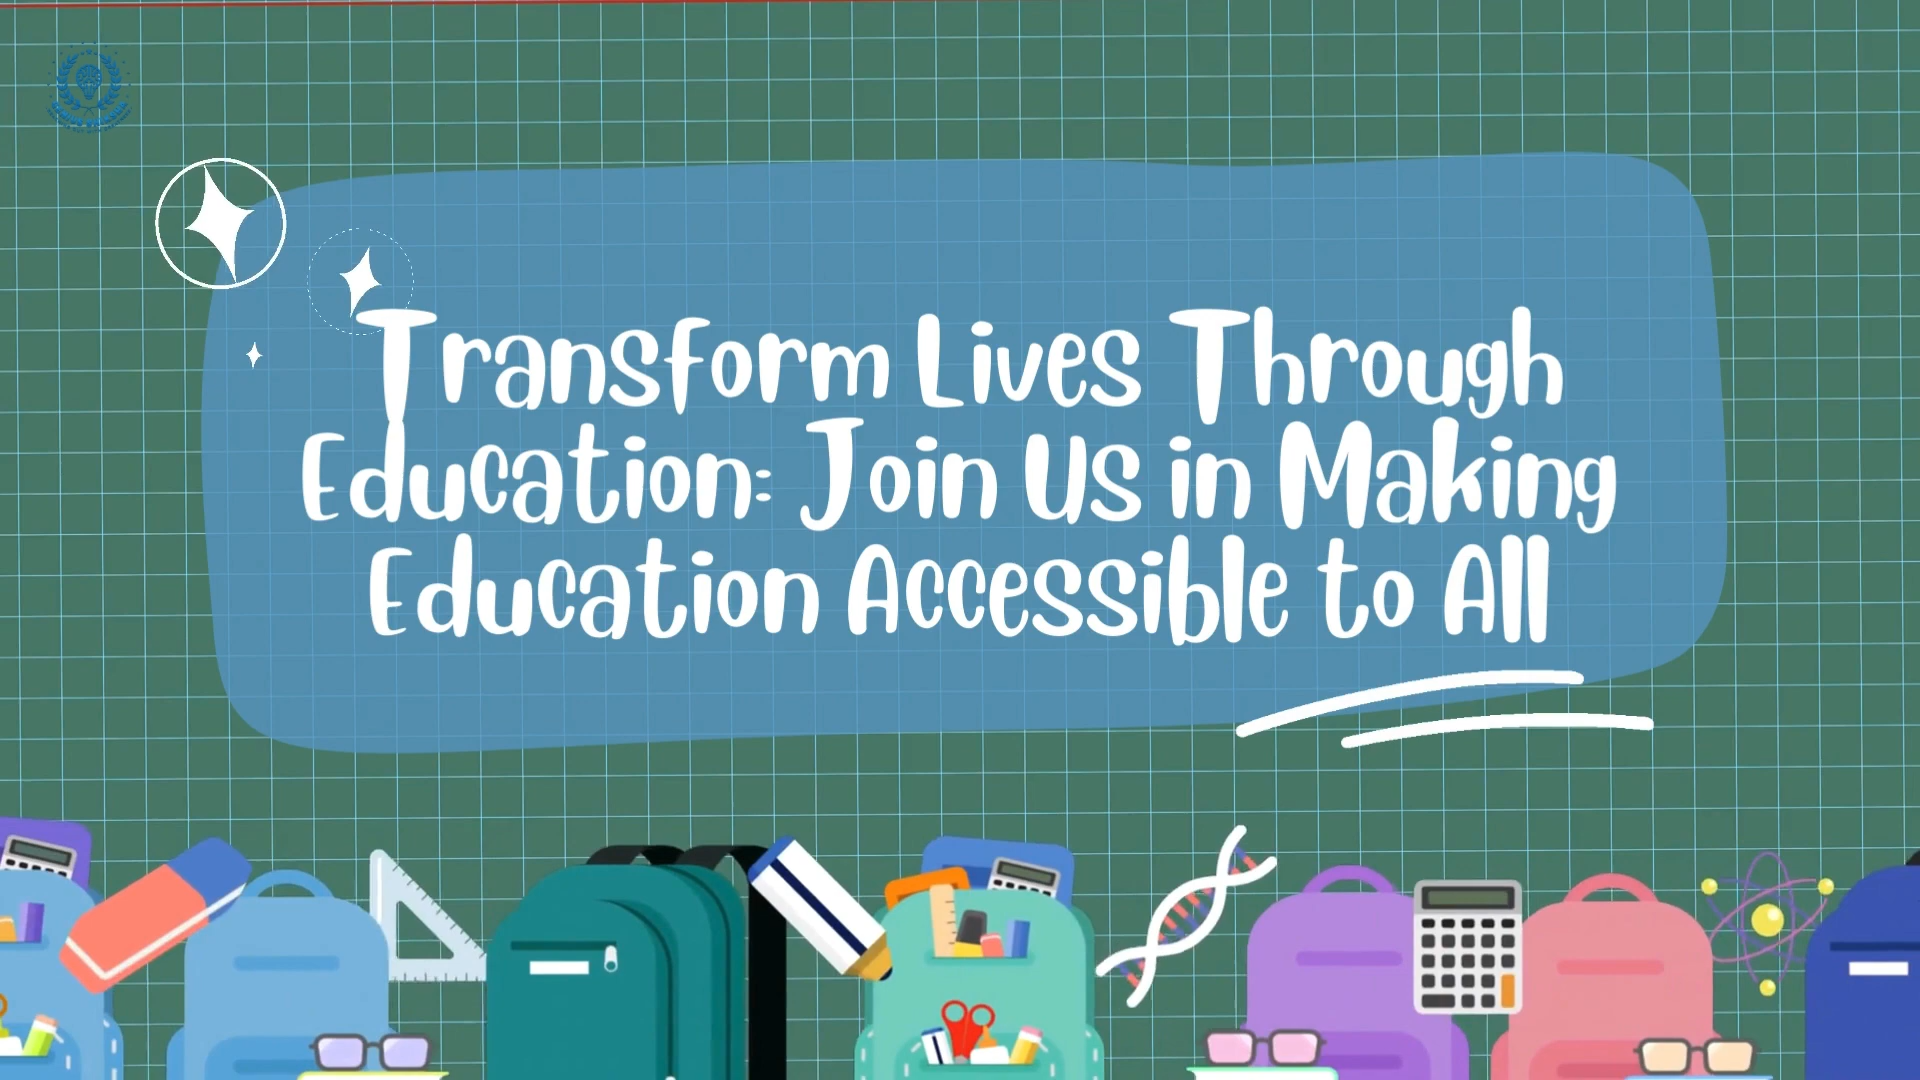 Transform Lives Through
Education: Join Us in Making
Education Accessible to All